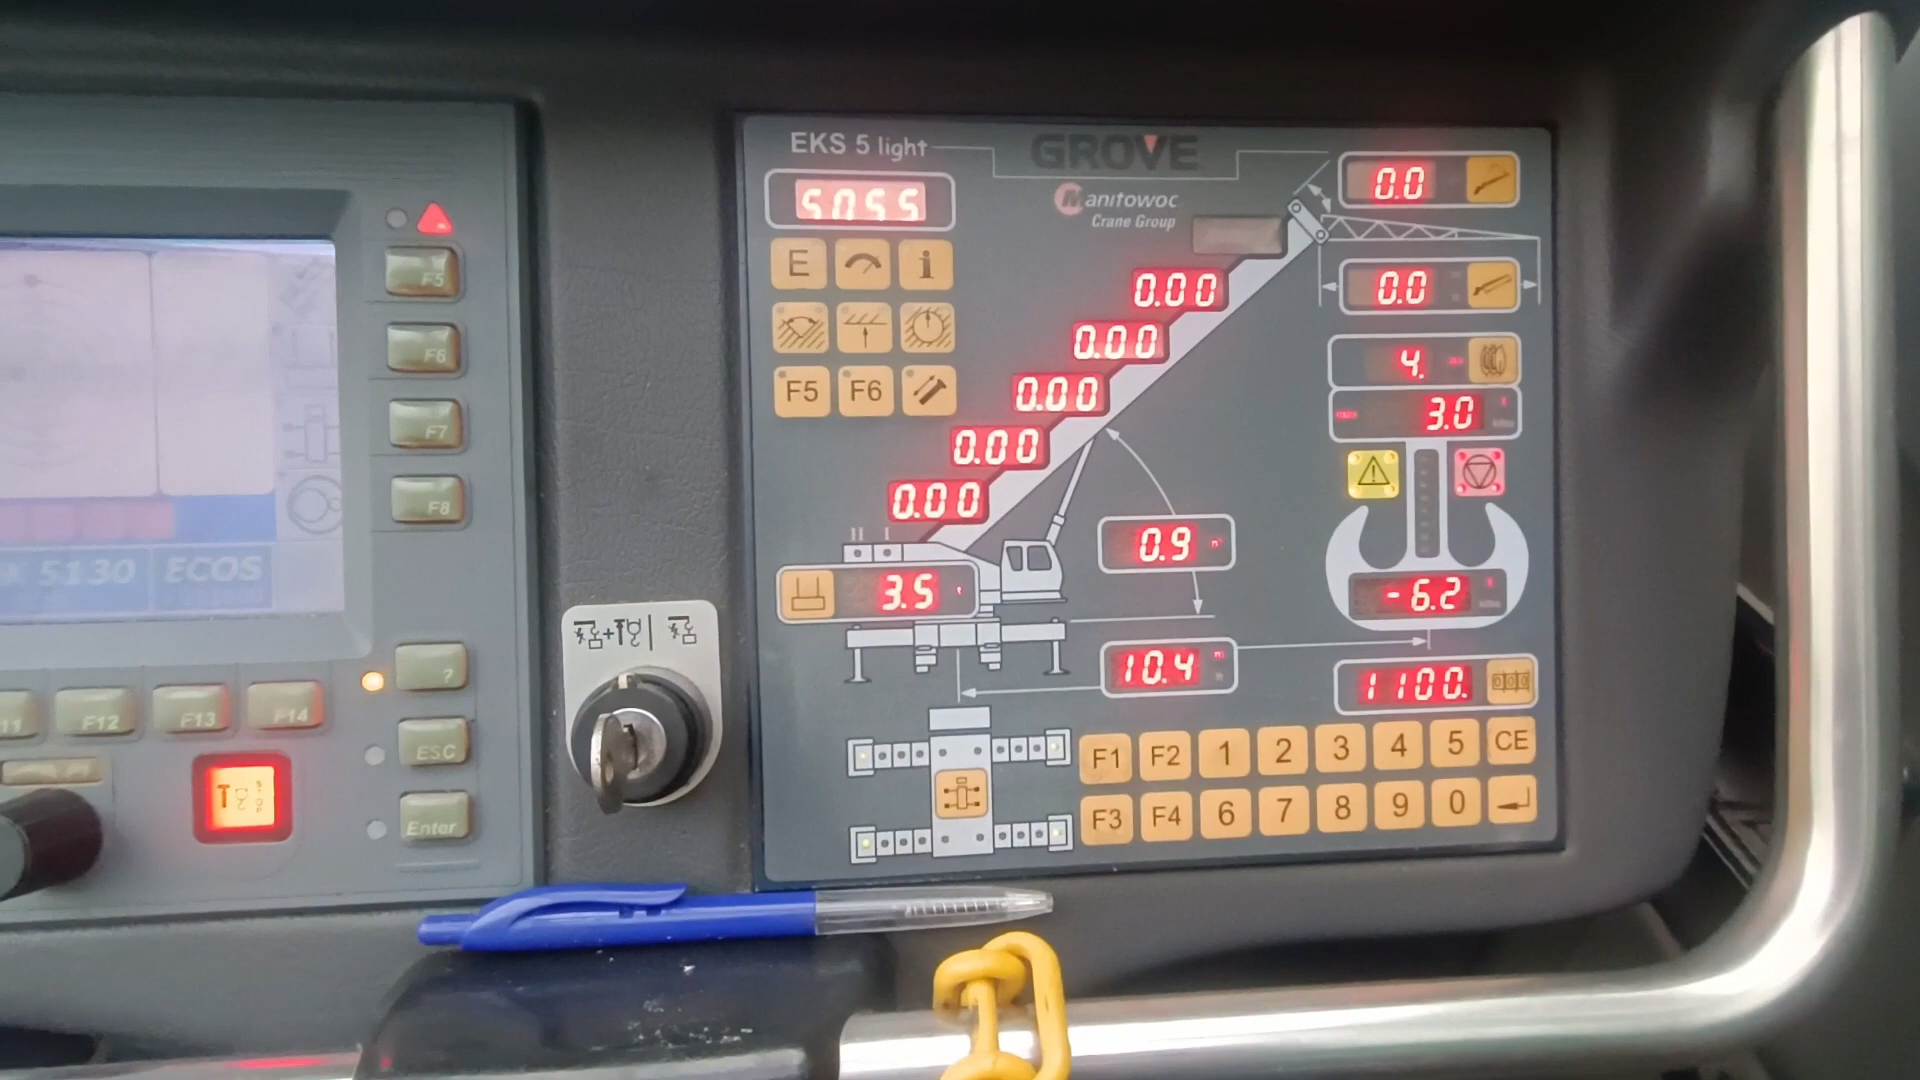 EKS 5 light
GROVE
Manitowoc
Crane Group
0.0
E
i
0.00
0.0
0.00
4.
F5 F6
0.00
3.0
0.00
0.00
II I
0.9
3.5
-6.2
10.4
1100.
F1 F2 1 2 3 4 5 CE
F3 F4 6 7 8 9 0
F5
F6
F7
F8
5130 ECOS
?
11 F12 F13 F14
ESC
Enter
T